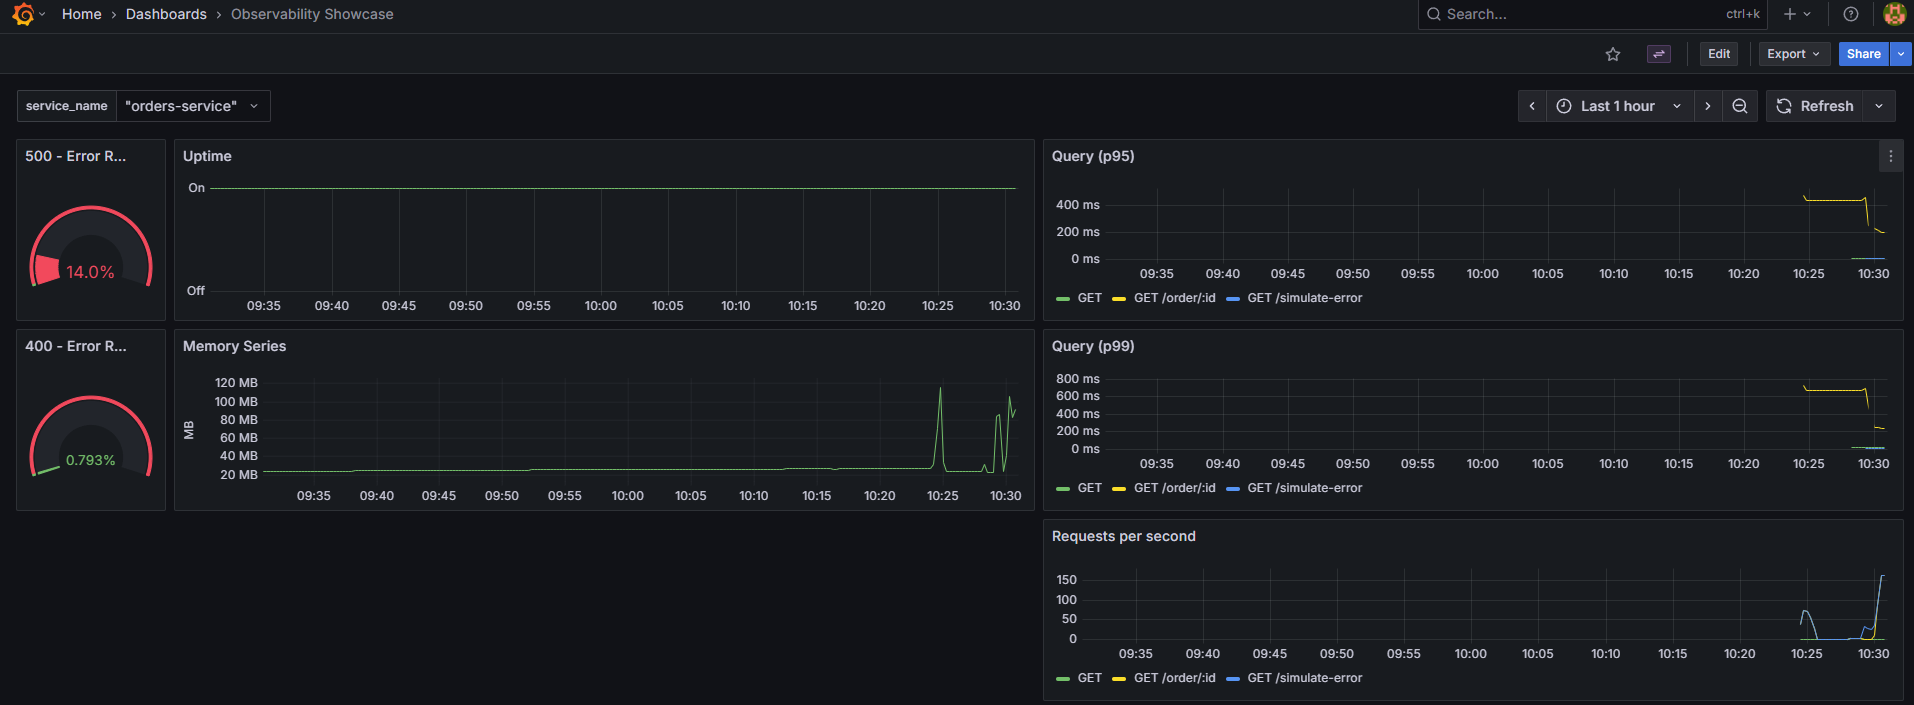 Home › Dashboards › Observability Showcase
Search... ctrl+k
Edit Export Share
service_name "orders-service"
Last 1 hour Refresh
500 - Error R...
14.0%
Uptime
On
Off
09:35 09:40 09:45 09:50 09:55 10:00 10:05 10:10 10:15 10:20 10:25 10:30
Query (p95)
400 ms
200 ms
0 ms
09:35 09:40 09:45 09:50 09:55 10:00 10:05 10:10 10:15 10:20 10:25 10:30
GET GET /order/:id GET /simulate-error
400 - Error R...
0.793%
Memory Series
MB
120 MB
100 MB
80 MB
60 MB
40 MB
20 MB
09:35 09:40 09:45 09:50 09:55 10:00 10:05 10:10 10:15 10:20 10:25 10:30
Query (p99)
800 ms
600 ms
400 ms
200 ms
0 ms
09:35 09:40 09:45 09:50 09:55 10:00 10:05 10:10 10:15 10:20 10:25 10:30
GET GET /order/:id GET /simulate-error
Requests per second
150
100
50
0
09:35 09:40 09:45 09:50 09:55 10:00 10:05 10:10 10:15 10:20 10:25 10:30
GET GET /order/:id GET /simulate-error